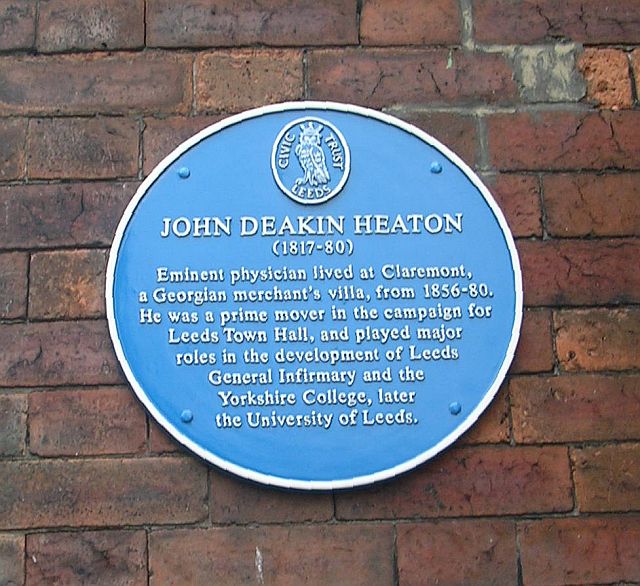 CIVIC TRUST
LEEDS
JOHN DEAKIN HEATON
(1817-80)
Eminent physician lived at Claremont,
a Georgian merchant's villa, from 1856-80.
He was a prime mover in the campaign for
Leeds Town Hall, and played major
roles in the development of Leeds
General Infirmary and the
Yorkshire College, later
the University of Leeds.